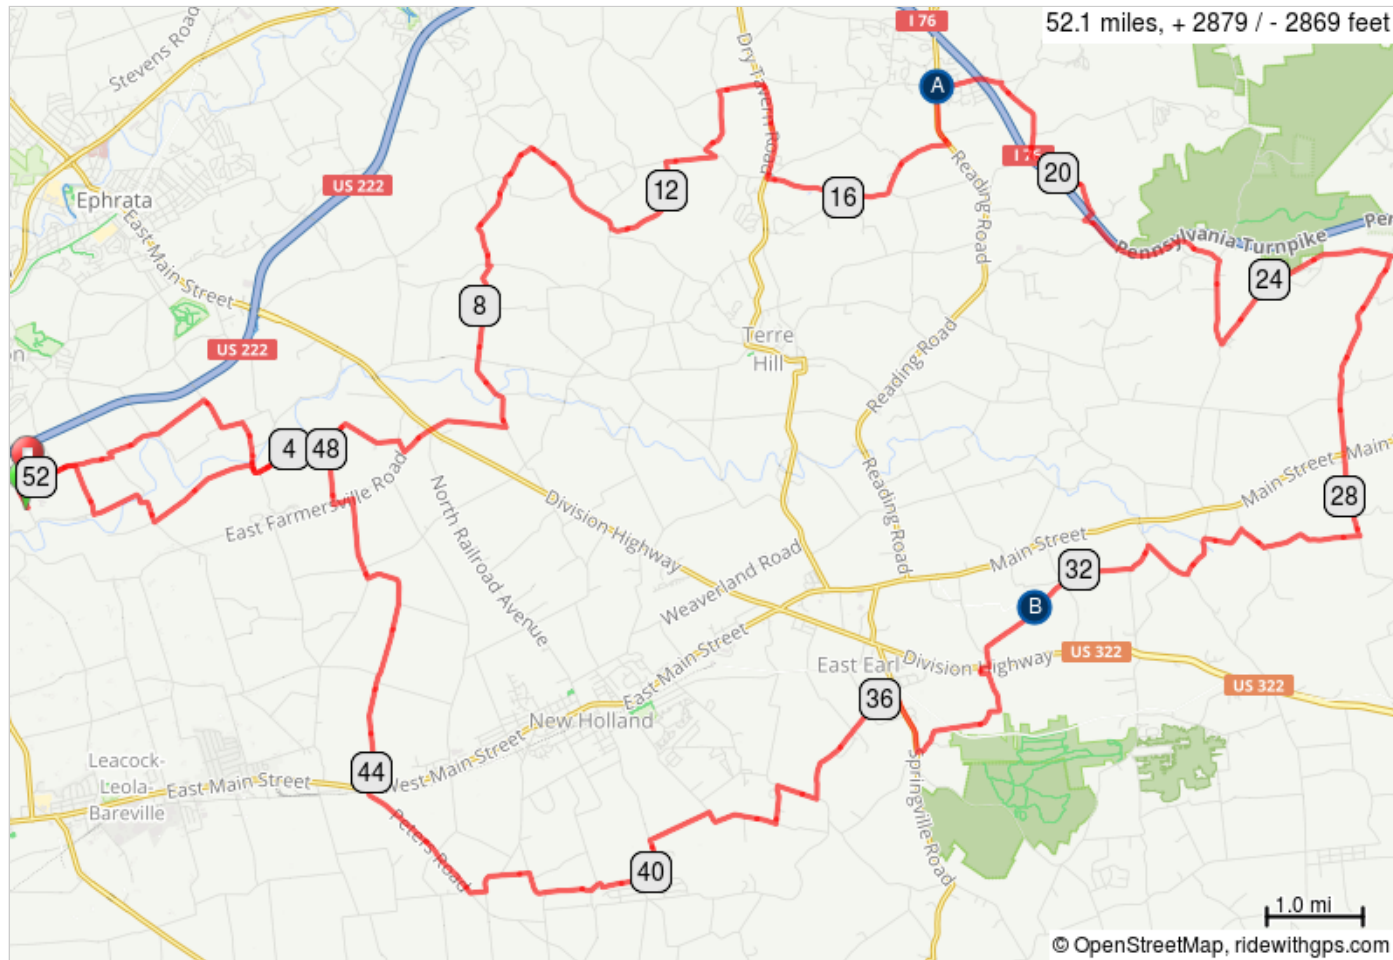 52.1 miles, + 2879 / - 2869 feet
I 76
Stevens Road
Dry Tavern Road
A
I 76
20
US 222
12
16
Ephrata
Reading Road
East Main Street
Pennsylvania Turnpike
Per
24
8
Terre
Hill
US 222
on
Reading Road
4
48
52
East Farmersville Road
North Railroad Avenue
Division Highway
Reading Road
Main Street
Main
28
Main Street
32
Weaverland Road
B
East Main Street
East Earl
Division Highway
US 322
US 322
36
New Holland
West Main Street
Springville Road
44
Leacock-
Leola-
Bareville
East Main Street
Peters Road
40
1.0 mi
© OpenStreetMap, ridewithgps.com